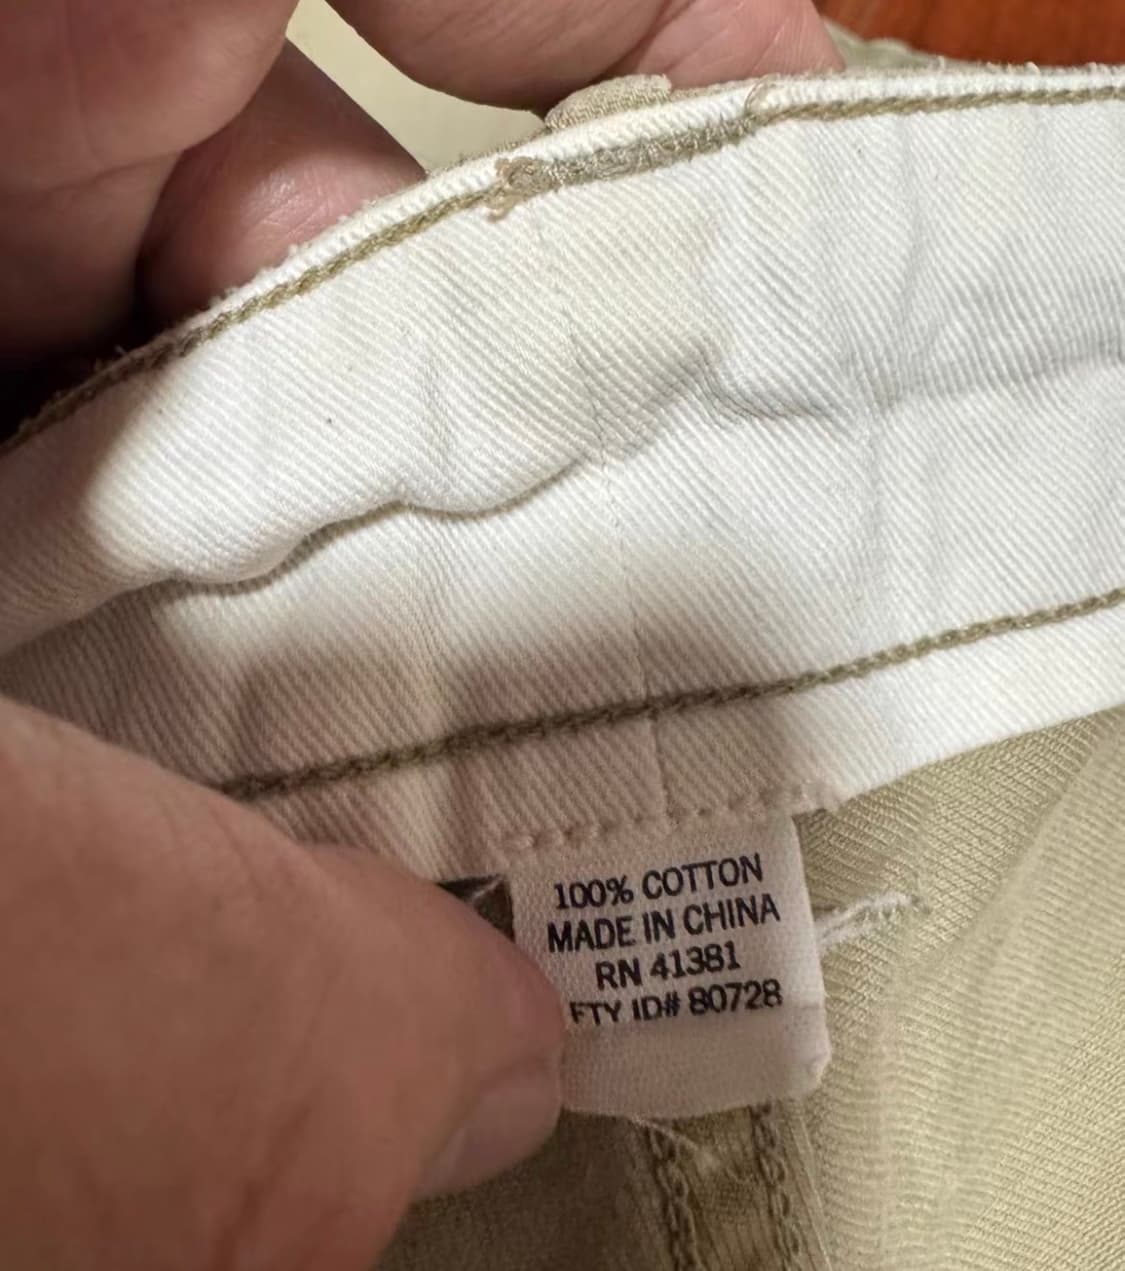 100% COTTON
MADE IN CHINA
RN 41381
FTY ID# 80728